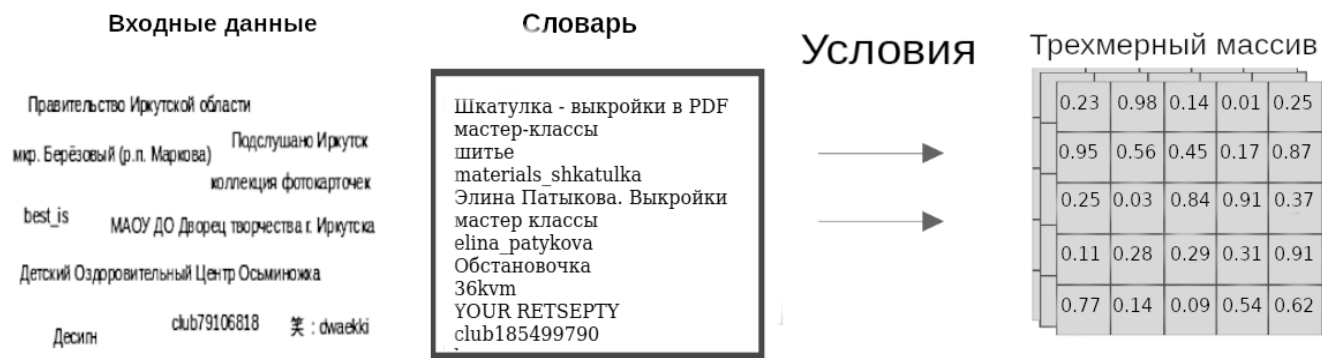 Входные данные
Правительство Иркутской области
Подслушано Иркутск
мкр. Берёзовый (р.п. Маркова)
коллекция фотокарточек
best_is
МАОУ ДО Дворец творчества г. Иркутска
Детский Оздоровительный Центр Осьминожка
Десигн
club79106818
笑 : dwaekki
Словарь
Шкатулка - выкройки в PDF
мастер-классы
шитье
materials_shkatulka
Элина Патыкова. Выкройки
мастер классы
elina_patykova
Обстановочка
36kvm
YOUR RETSEPTY
club185499790
Условия
Трехмерный массив
0.23 0.98 0.14 0.01 0.25
0.95 0.56 0.45 0.17 0.87
0.25 0.03 0.84 0.91 0.37
0.11 0.28 0.29 0.31 0.91
0.77 0.14 0.09 0.54 0.62